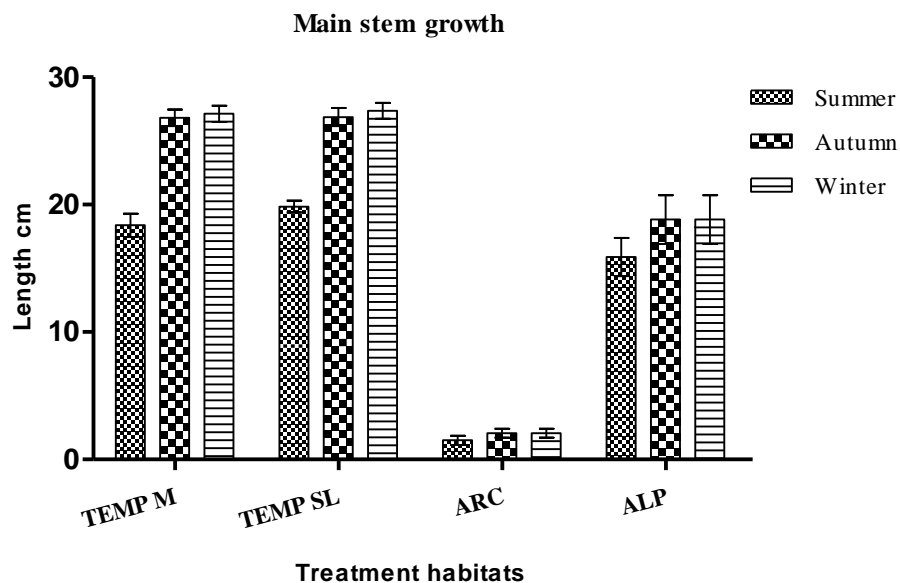 Main stem growth
30
20
10
0
Length cm
Summer
Autumn
Winter
TEMP M
TEMP SL
ARC
ALP
Treatment habitats